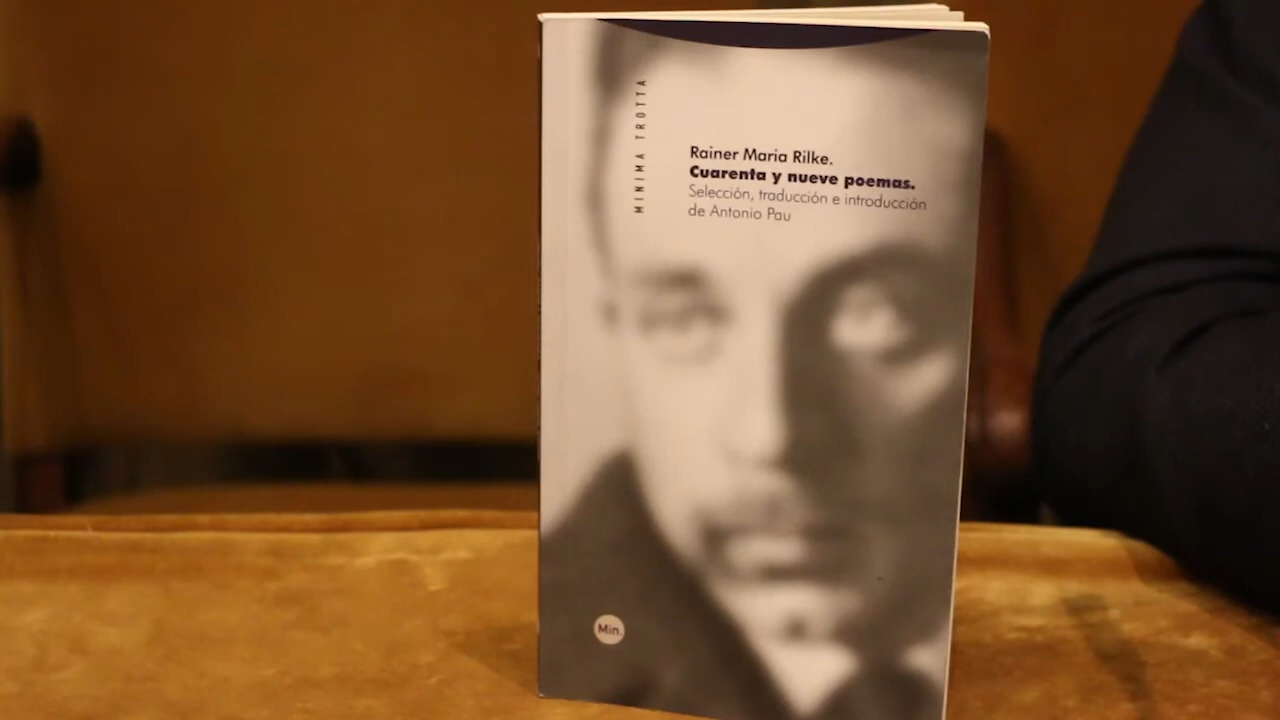 MINIMA TROTTA
Rainer Maria Rilke.
Cuarenta y nueve poemas.
Selección, traducción e introducción
de Antonio Pau
Min.